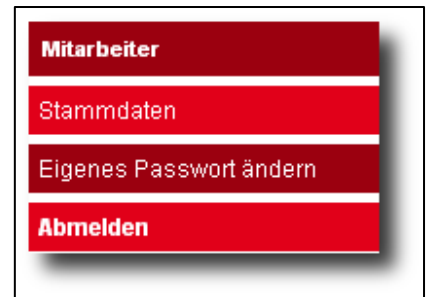 Mitarbeiter
Stammdaten
Eigenes Passwort ändern
Abmelden